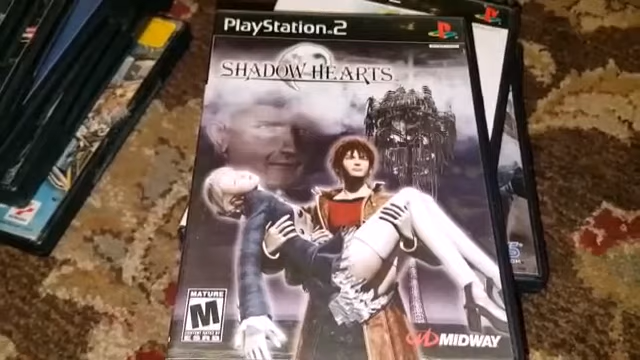 PlayStation®2
SHADOW HEARTS
MATURE
M
CONTENT RATED BY
ESRB
MIDWAY